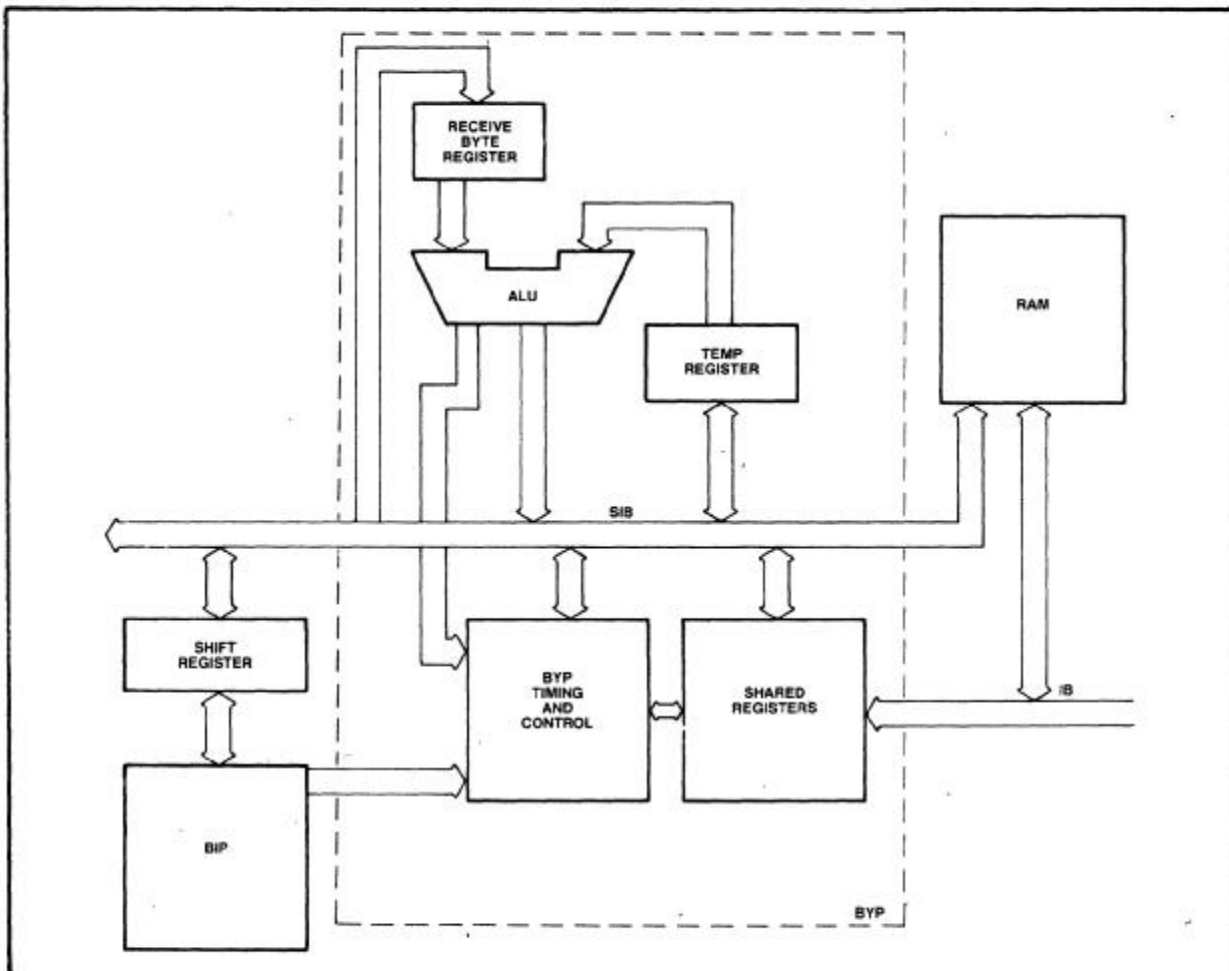 RECEIVE
BYTE
REGISTER
ALU
TEMP
REGISTER
RAM
SIB
SHIFT
REGISTER
BYP
TIMING
AND
CONTROL
SHARED
REGISTERS
IB
BIP
BYP